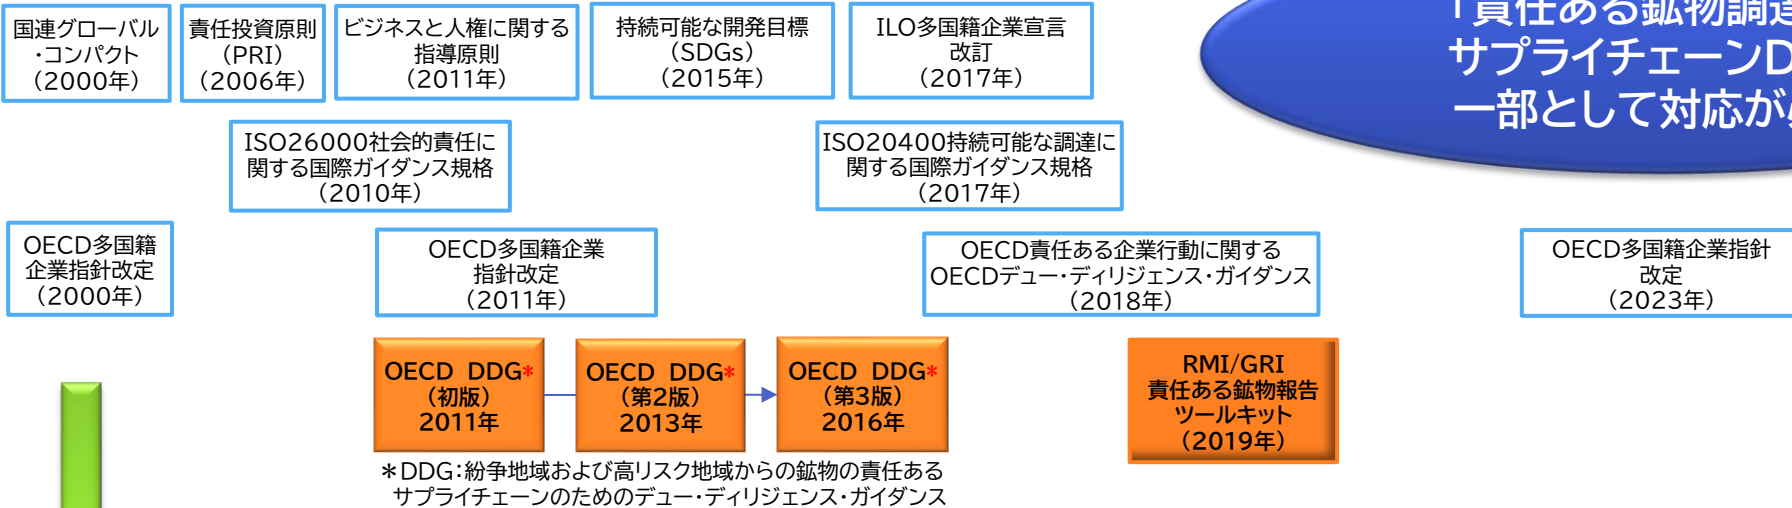 国連グローバル
・コンパクト
(2000年)
責任投資原則
(PRI)
(2006年)
ビジネスと人権に関する
指導原則
(2011年)
持続可能な開発目標
(SDGs)
(2015年)
ILO多国籍企業宣言
改訂
(2017年)
「責任ある鉱物調達
サプライチェーンD
一部として対応が
ISO26000社会的責任に
関する国際ガイダンス規格
(2010年)
ISO20400持続可能な調達に
関する国際ガイダンス規格
(2017年)
OECD多国籍
企業指針改定
(2000年)
OECD多国籍企業
指針改定
(2011年)
OECD責任ある企業行動に関する
OECDデュー・ディリジェンス・ガイダンス
(2018年)
OECD多国籍企業指針
改定
(2023年)
OECD DDG*
(初版)
2011年
OECD DDG*
(第2版)
2013年
OECD DDG*
(第3版)
2016年
RMI/GRI
責任ある鉱物報告
ツールキット
(2019年)
*DDG:紛争地域および高リスク地域からの鉱物の責任ある
サプライチェーンのためのデュー・ディリジェンス・ガイダンス